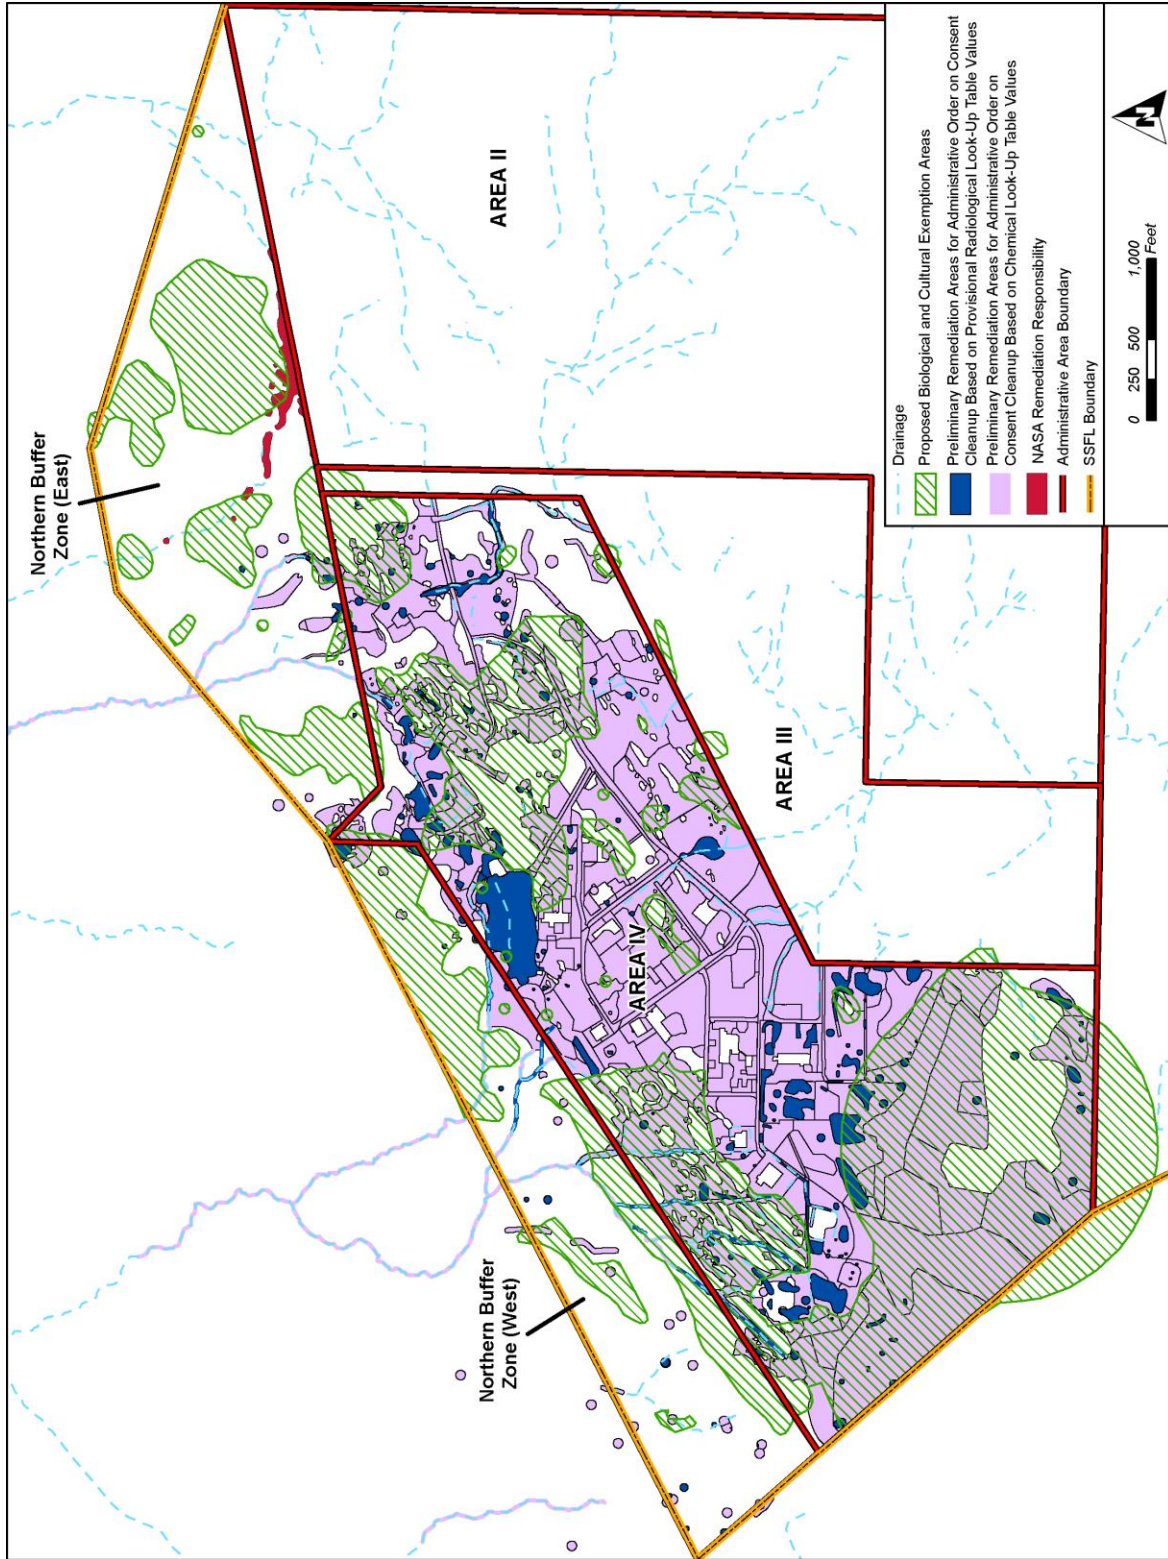 Northern Buffer
Zone (East)
AREA II
Northern Buffer
Zone (West)
AREA IV
AREA III
Drainage
Proposed Biological and Cultural Exemption Areas
Preliminary Remediation Areas for Administrative Order on Consent
Cleanup Based on Provisional Radiological Look-Up Table Values
Preliminary Remediation Areas for Administrative Order on
Consent Cleanup Based on Chemical Look-Up Table Values
NASA Remediation Responsibility
Administrative Area Boundary
SSFL Boundary
0 250 500 1,000
Feet
N